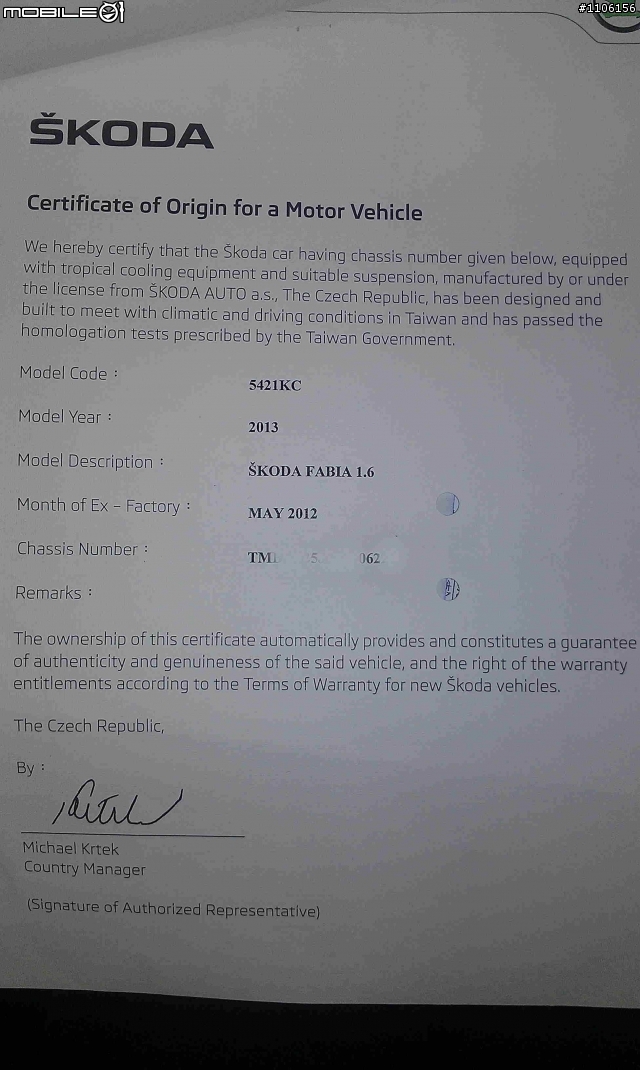 MOBILE01
#1106156
ŠKODA
Certificate of Origin for a Motor Vehicle
We hereby certify that the Škoda car having chassis number given below, equipped
with tropical cooling equipment and suitable suspension, manufactured by or under
the license from ŠKODA AUTO a.s., The Czech Republic, has been designed and
built to meet with climatic and driving conditions in Taiwan and has passed the
homologation tests prescribed by the Taiwan Government.
Model Code :
5421KC
Model Year :
2013
Model Description :
ŠKODA FABIA 1.6
Month of Ex - Factory :
MAY 2012
Chassis Number :
TM 5 062
Remarks :
The ownership of this certificate automatically provides and constitutes a guarantee
of authenticity and genuineness of the said vehicle, and the right of the warranty
entitlements according to the Terms of Warranty for new Škoda vehicles.
The Czech Republic,
By :
Michael Krtek
Country Manager
(Signature of Authorized Representative)